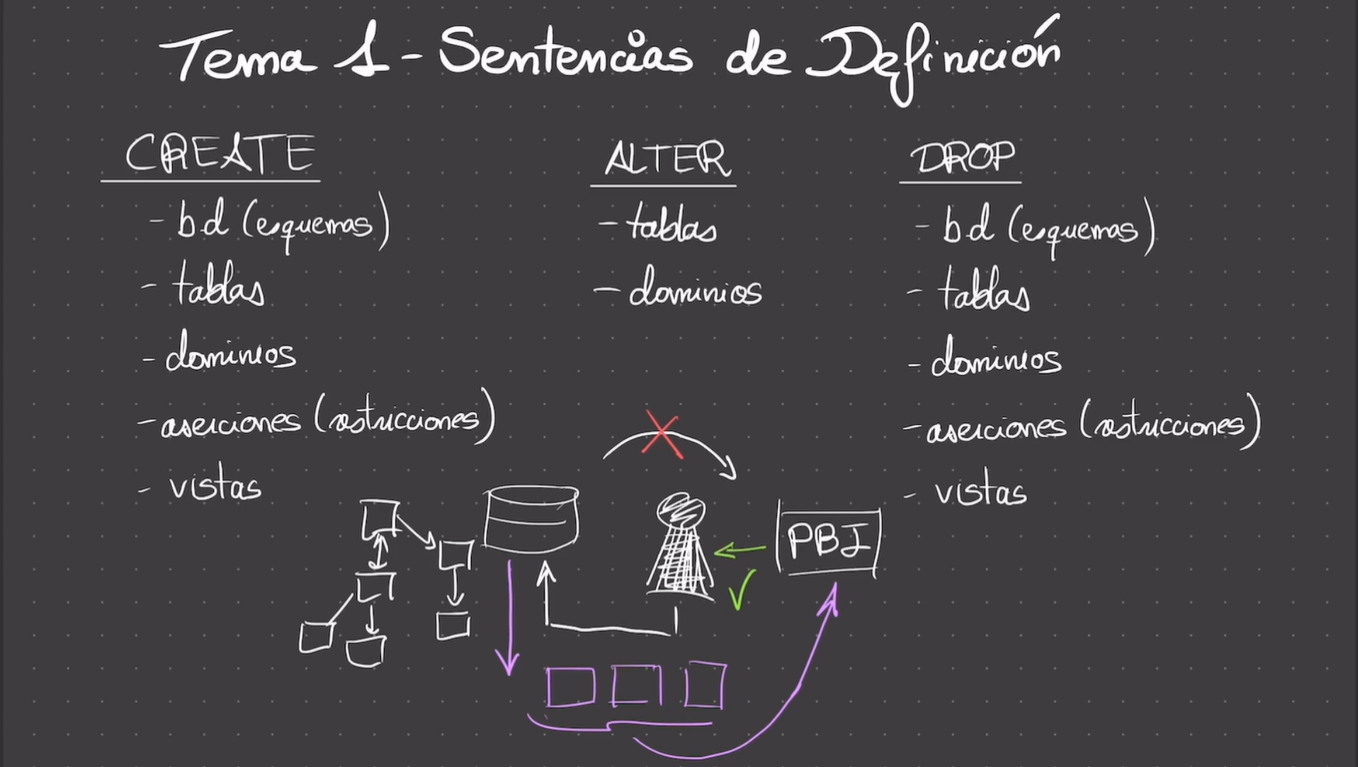 Tema 1 - Sentencias de Definición
CREATE
- bd (esquemas)
- tablas
- dominios
- aserciones (restricciones)
- vistas
ALTER
- tablas
- dominios
DROP
- bd (esquemas)
- tablas
- dominios
- aserciones (restricciones)
- vistas
PBI